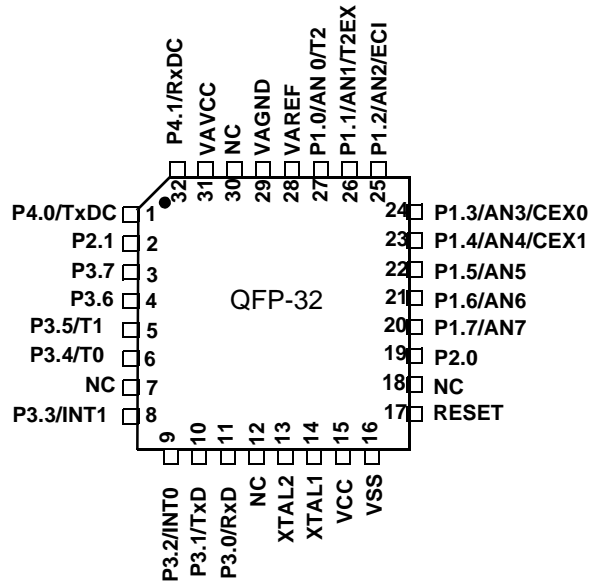 P4.1/RxDC
VAVCC
NC
VAGND
VAREF
P1.0/AN 0/T2
P1.1/AN1/T2EX
P1.2/AN2/ECI
32
31
30
29
28
27
26
25
P4.0/TxDC 1
P2.1 2
P3.7 3
P3.6 4
P3.5/T1 5
P3.4/T0 6
NC 7
P3.3/INT1 8
QFP-32
24 P1.3/AN3/CEX0
23 P1.4/AN4/CEX1
22 P1.5/AN5
21 P1.6/AN6
20 P1.7/AN7
19 P2.0
18 NC
17 RESET
9
10
11
12
13
14
15
16
P3.2/INT0
P3.1/TxD
P3.0/RxD
NC
XTAL2
XTAL1
VCC
VSS